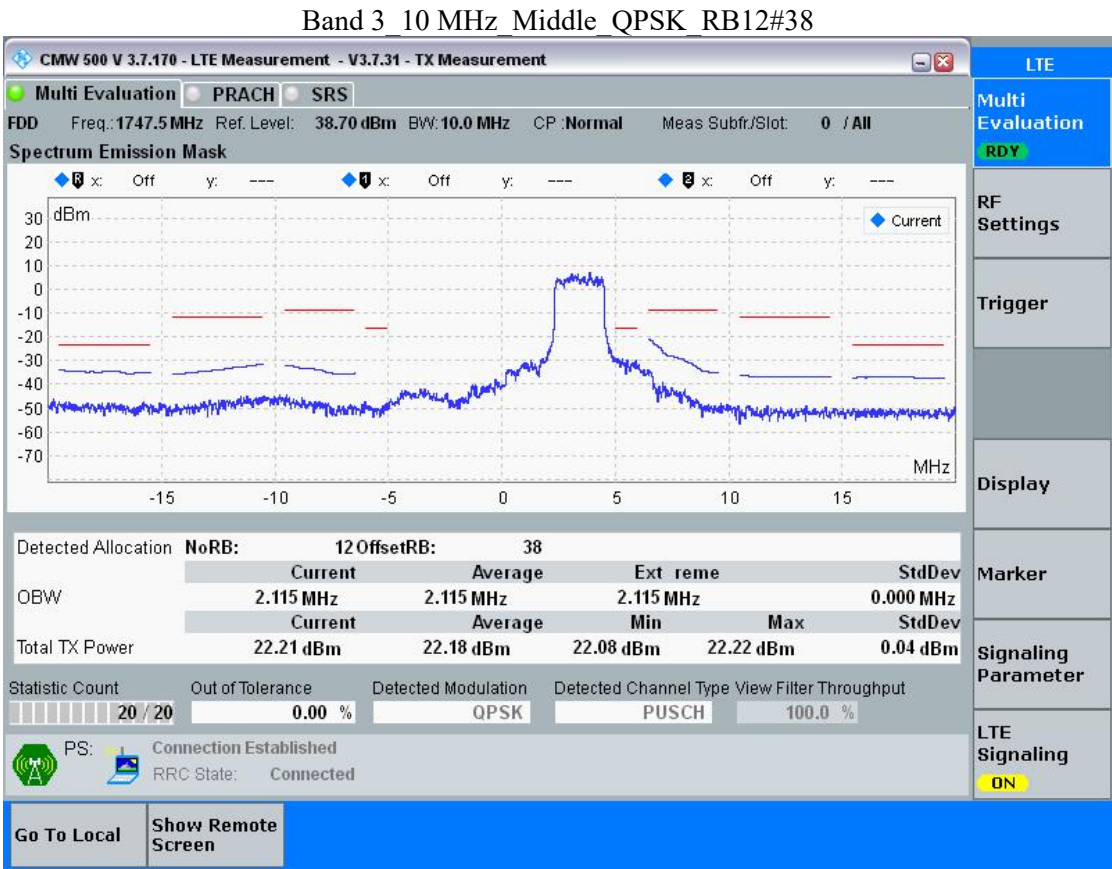 Band 3_10 MHz_Middle_QPSK_RB12#38
CMW 500 V 3.7.170 - LTE Measurement - V3.7.31 - TX Measurement
LTE
Multi Evaluation PRACH SRS
Multi
Evaluation
RDY
FDD Freq.: 1747.5 MHz Ref. Level: 38.70 dBm BW: 10.0 MHz CP : Normal Meas Subfr./Slot: 0 / All
Spectrum Emission Mask
R x: Off y: --- 1 x: Off y: --- 2 x: Off y: ---
RF
Settings
dBm
Current
30
20
10
0
-10
-20
-30
-40
-50
-60
-70
MHz
-15 -10 -5 0 5 10 15
Trigger
Display
Detected Allocation NoRB: 12 OffsetRB: 38
Current Average Ext reme StdDev
OBW 2.115 MHz 2.115 MHz 2.115 MHz 0.000 MHz
Current Average Min Max StdDev
Total TX Power 22.21 dBm 22.18 dBm 22.08 dBm 22.22 dBm 0.04 dBm
Marker
Signaling
Parameter
Statistic Count Out of Tolerance Detected Modulation Detected Channel Type View Filter Throughput
20 / 20 0.00 % QPSK PUSCH 100.0 %
PS: Connection Established
RRC State: Connected
LTE
Signaling
ON
Go To Local
Show Remote
Screen